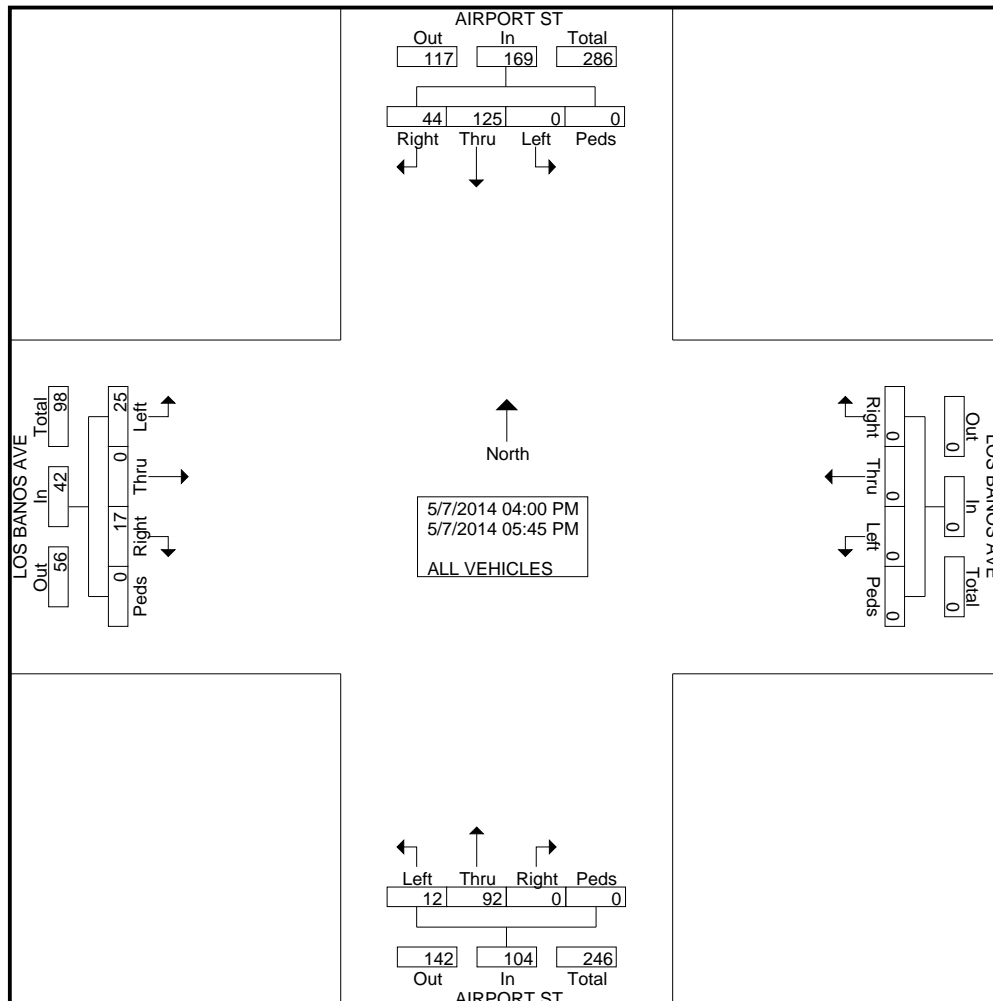 AIRPORT ST
Out In Total
117 169 286
44 125 0 0
Right Thru Left Peds
LOS BANOS AVE
Total In Out
98 42 56
25 0 17 0
Left Thru Right Peds
North
5/7/2014 04:00 PM
5/7/2014 05:45 PM
ALL VEHICLES
Right Thru Left Peds
0 0 0 0
Out In Total
0 0 0
LOS BANOS AVE
Left Thru Right Peds
12 92 0 0
142 104 246
Out In Total
AIRPORT ST